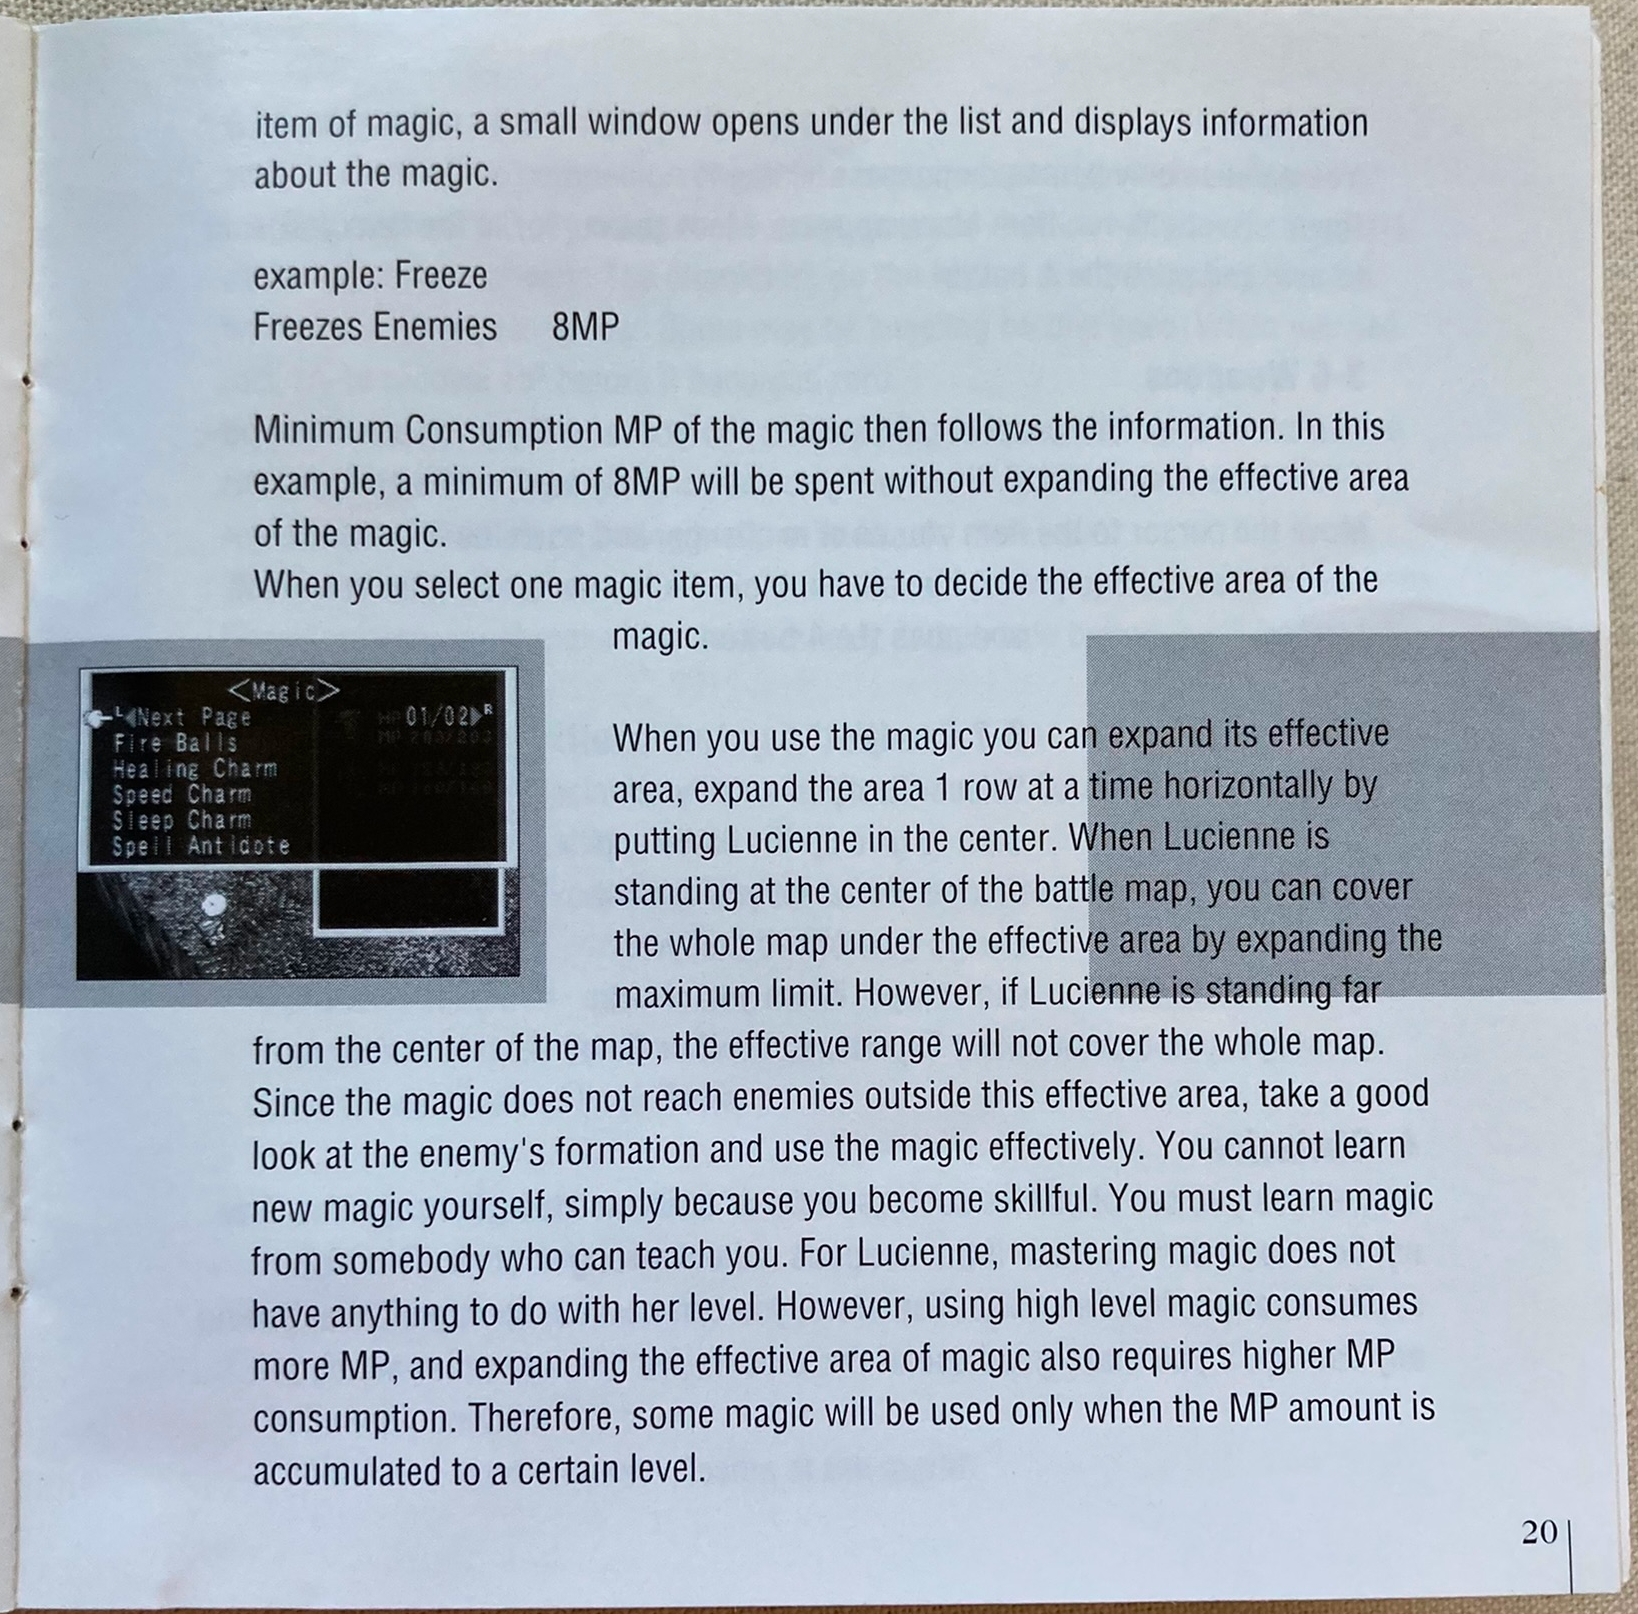 item of magic, a small window opens under the list and displays information
about the magic.
example: Freeze
Freezes Enemies 8MP
Minimum Consumption MP of the magic then follows the information. In this
example, a minimum of 8MP will be spent without expanding the effective area
of the magic.
When you select one magic item, you have to decide the effective area of the
magic.
<Magic>
L◀Next Page 01/02▶R
Fire Balls
Healing Charm
Speed Charm
Sleep Charm
Spell Antidote
When you use the magic you can expand its effective
area, expand the area 1 row at a time horizontally by
putting Lucienne in the center. When Lucienne is
standing at the center of the battle map, you can cover
the whole map under the effective area by expanding the
maximum limit. However, if Lucienne is standing far
from the center of the map, the effective range will not cover the whole map.
Since the magic does not reach enemies outside this effective area, take a good
look at the enemy's formation and use the magic effectively. You cannot learn
new magic yourself, simply because you become skillful. You must learn magic
from somebody who can teach you. For Lucienne, mastering magic does not
have anything to do with her level. However, using high level magic consumes
more MP, and expanding the effective area of magic also requires higher MP
consumption. Therefore, some magic will be used only when the MP amount is
accumulated to a certain level.
20